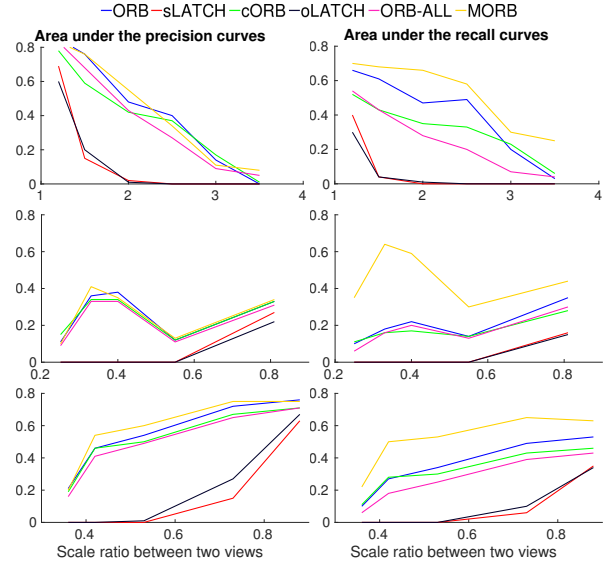 ORB sLATCH cORB oLATCH ORB-ALL MORB
Area under the precision curves
Area under the recall curves
0.8
0.6
0.4
0.2
0
1 2 3 4
0.8
0.6
0.4
0.2
0
1 2 3 4
0.8
0.6
0.4
0.2
0
0.2 0.4 0.6 0.8
0.8
0.6
0.4
0.2
0
0.2 0.4 0.6 0.8
0.8
0.6
0.4
0.2
0
0.4 0.6 0.8
Scale ratio between two views
0.8
0.6
0.4
0.2
0
0.4 0.6 0.8
Scale ratio between two views